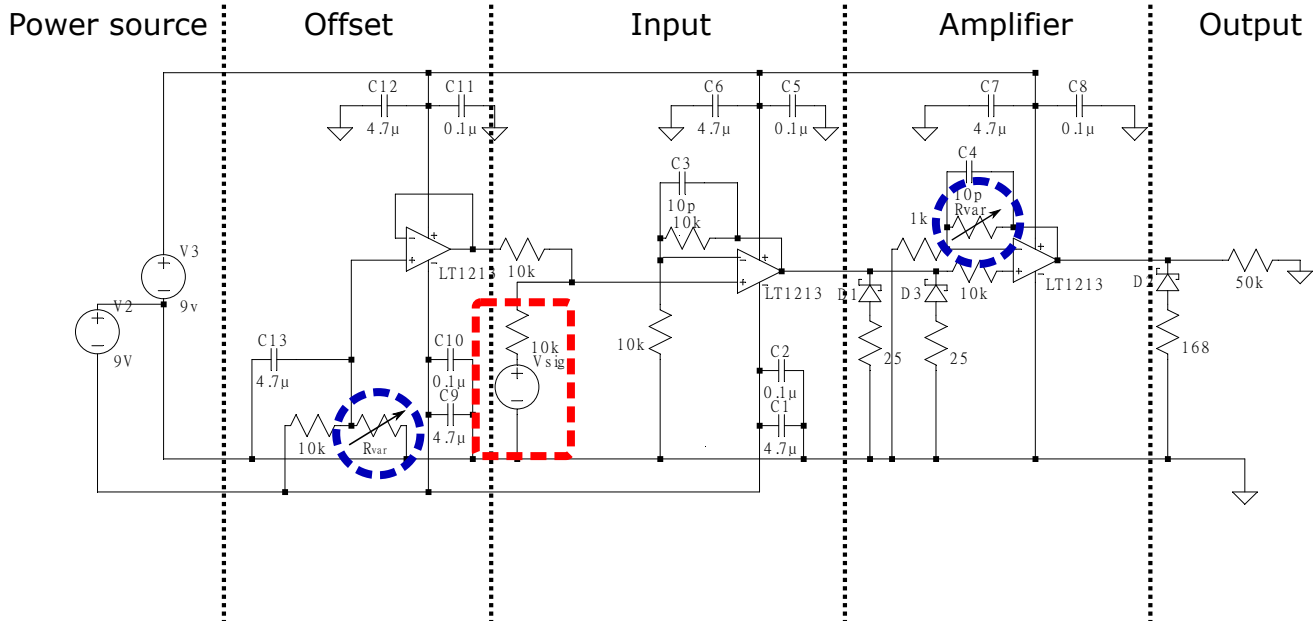 Power source
Offset
Input
Amplifier
Output
C12
C11
4.7µ
0.1µ
C6
C5
4.7µ
0.1µ
C7
C8
4.7µ
0.1µ
C3
10p
10k
C4
10p
Rvar
1k
V3
9v
V2
9V
LT1213
10k
LT1213
10k
LT1213
D1
D3
D2
50k
10k
Vsig
10k
25
25
168
C13
4.7µ
C10
0.1µ
C9
4.7µ
C2
0.1µ
C1
4.7µ
10k
Rvar